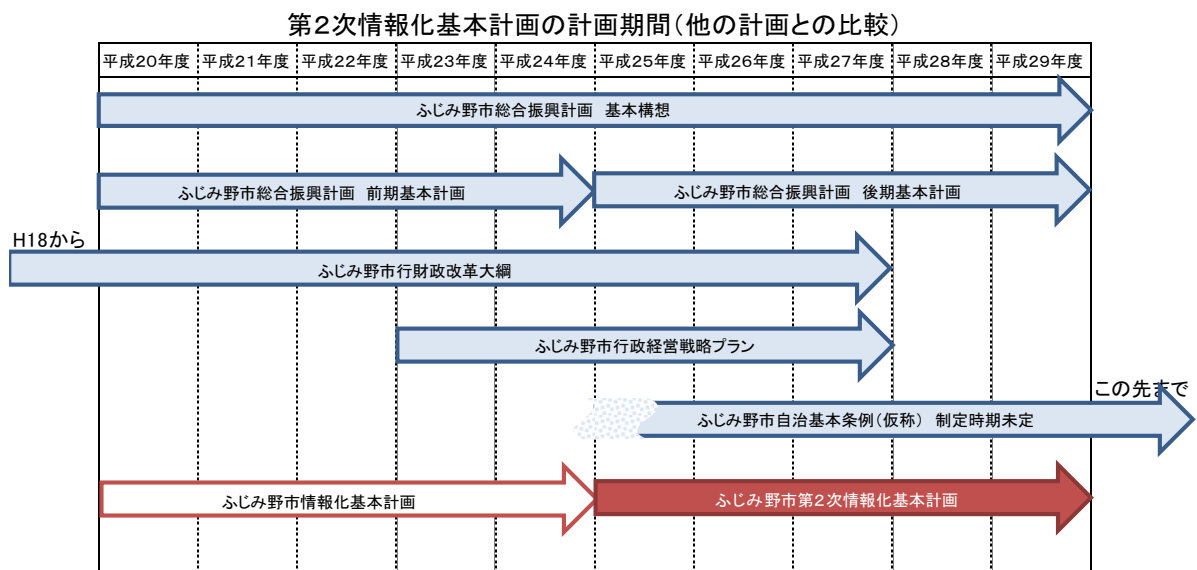 第2次情報化基本計画の計画期間(他の計画との比較)
平成20年度 平成21年度 平成22年度 平成23年度 平成24年度 平成25年度 平成26年度 平成27年度 平成28年度 平成29年度
ふじみ野市総合振興計画 基本構想
ふじみ野市総合振興計画 前期基本計画 ふじみ野市総合振興計画 後期基本計画
H18から
ふじみ野市行財政改革大綱
ふじみ野市行政経営戦略プラン
この先まで
ふじみ野市自治基本条例(仮称) 制定時期未定
ふじみ野市情報化基本計画 ふじみ野市第2次情報化基本計画